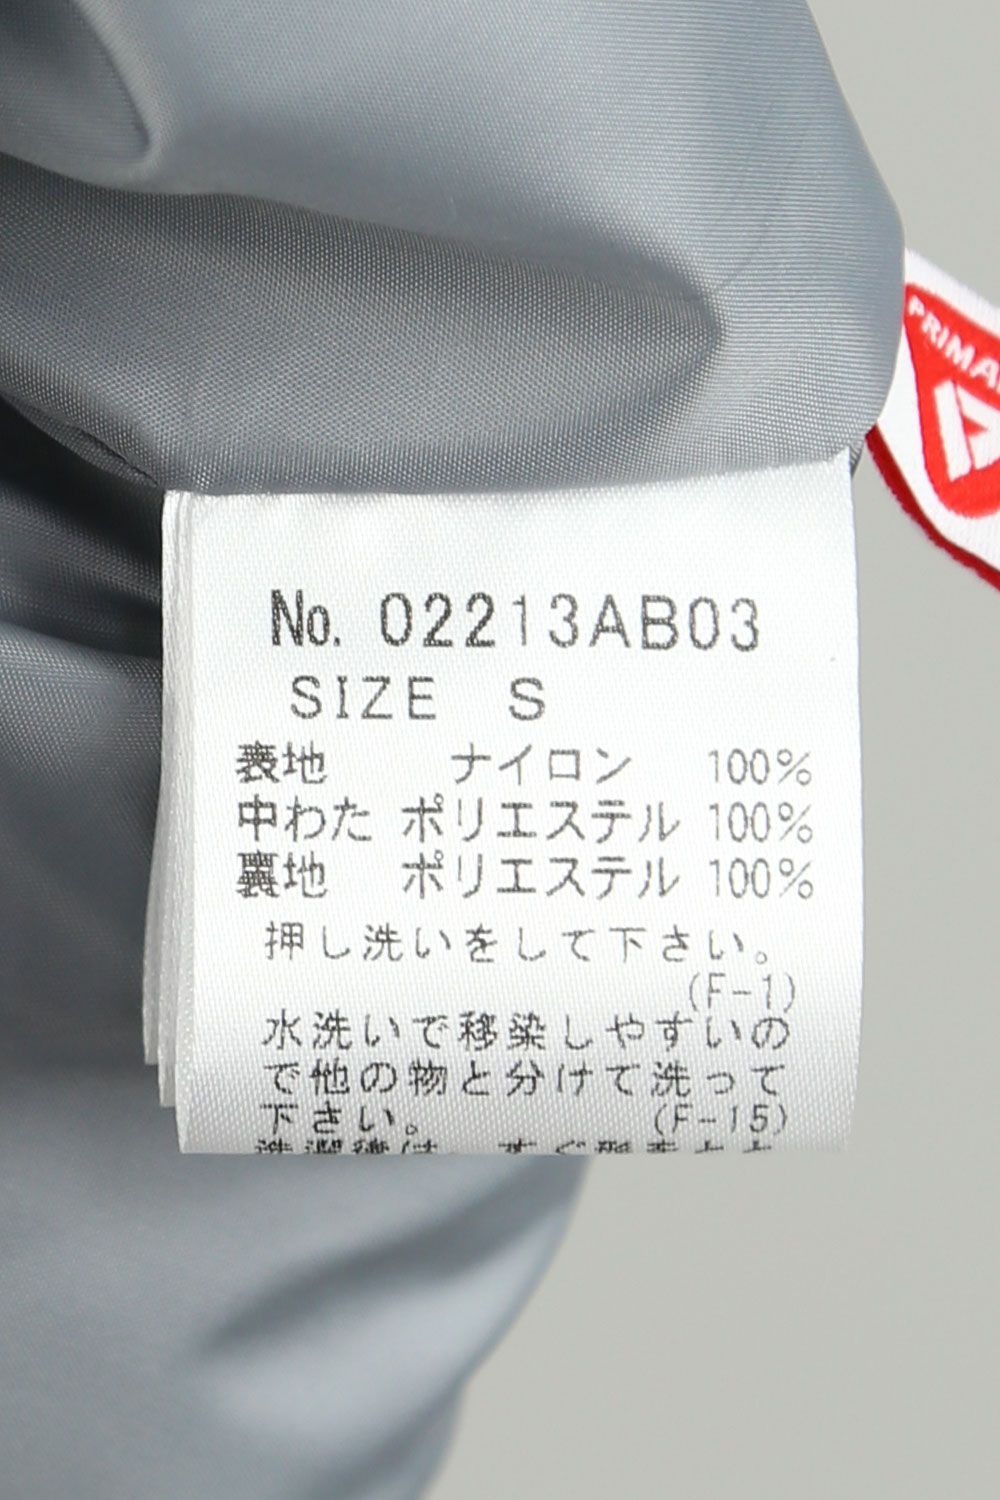 PRIMA
No. 02213AB03
SIZE S
表地 ナイロン 100%
中わた ポリエステル 100%
裏地 ポリエステル 100%
押し洗いをして下さい。
(F-1)
水洗いで移染しやすいの
で他の物と分けて洗って
下さい。 (F-15)